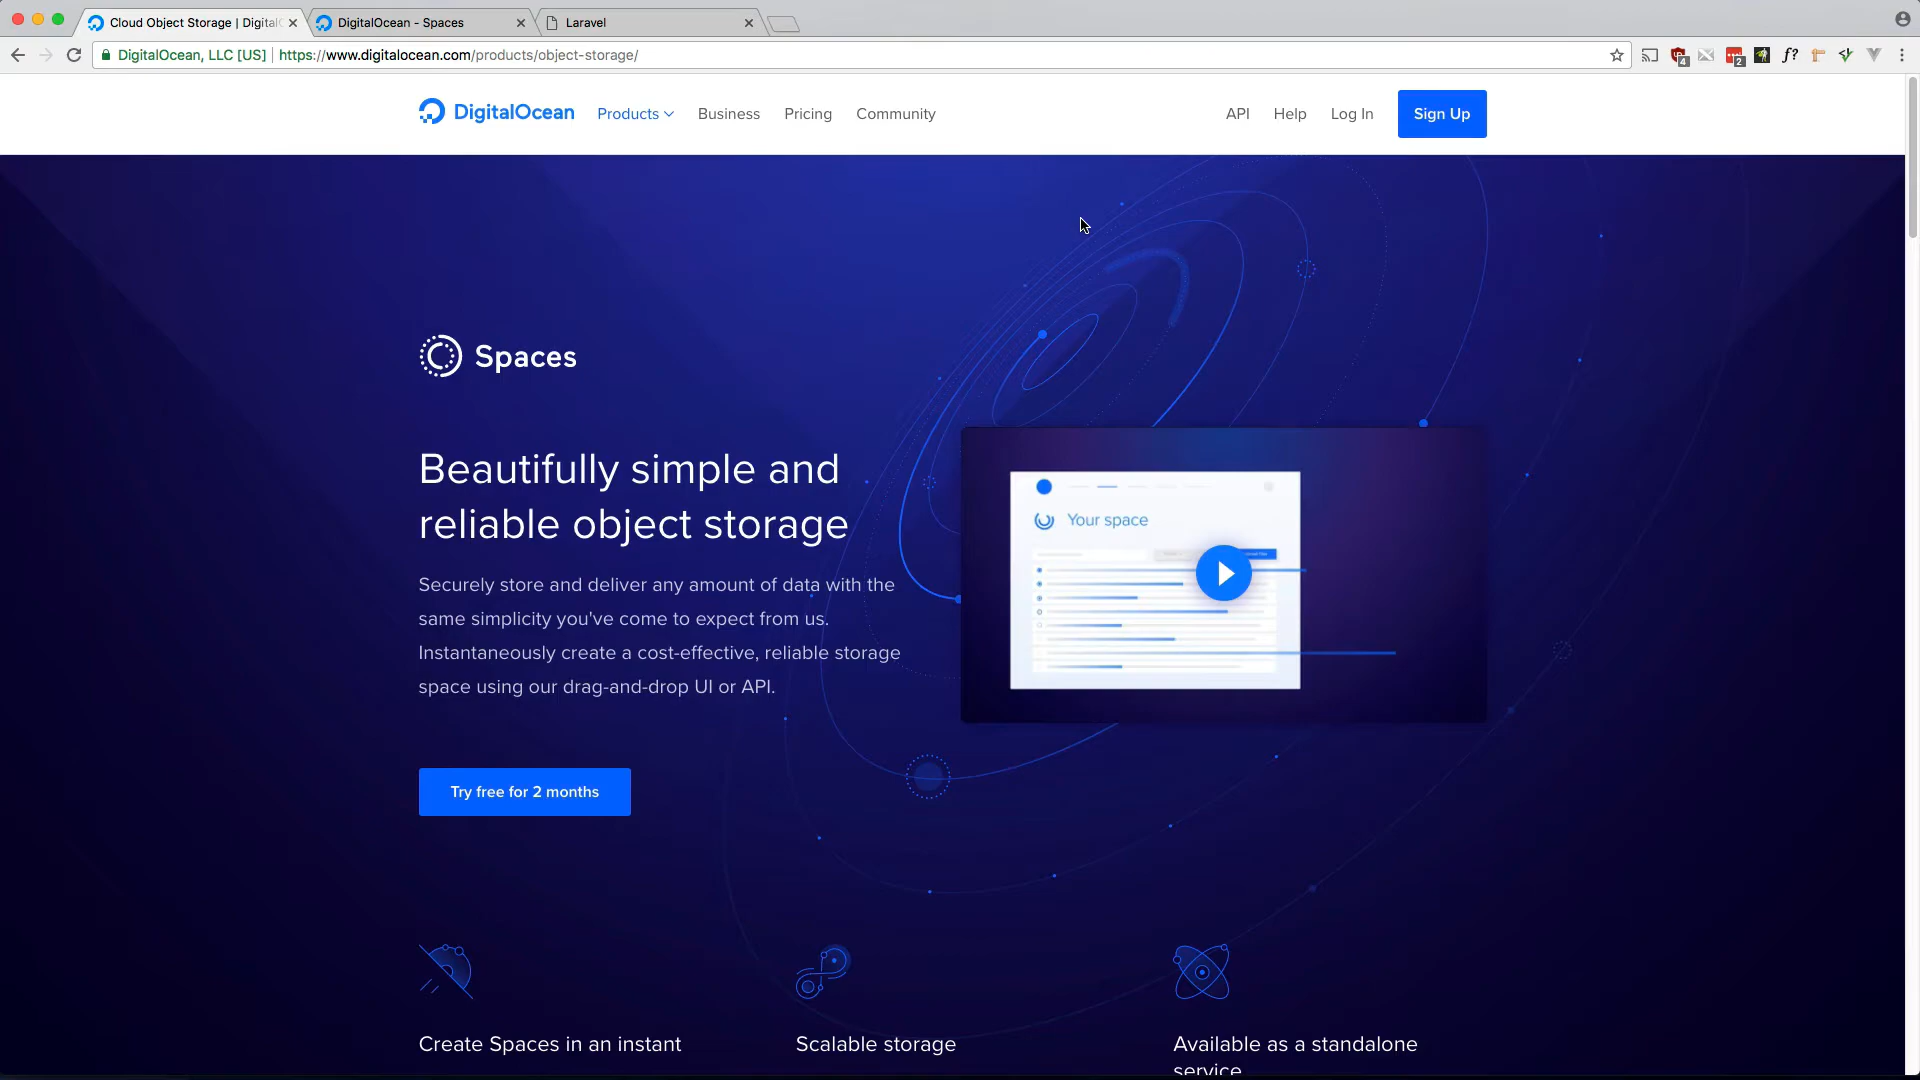 Cloud Object Storage | Digital
DigitalOcean - Spaces
Laravel
DigitalOcean, LLC [US]
https://www.digitalocean.com/products/object-storage/
4
2
f?
DigitalOcean
Products
Business
Pricing
Community
API
Help
Log In
Sign Up
Spaces
Beautifully simple and
reliable object storage
Securely store and deliver any amount of data with the
same simplicity you've come to expect from us.
Instantaneously create a cost-effective, reliable storage
space using our drag-and-drop UI or API.
Your space
Try free for 2 months
Create Spaces in an instant
Scalable storage
Available as a standalone
service